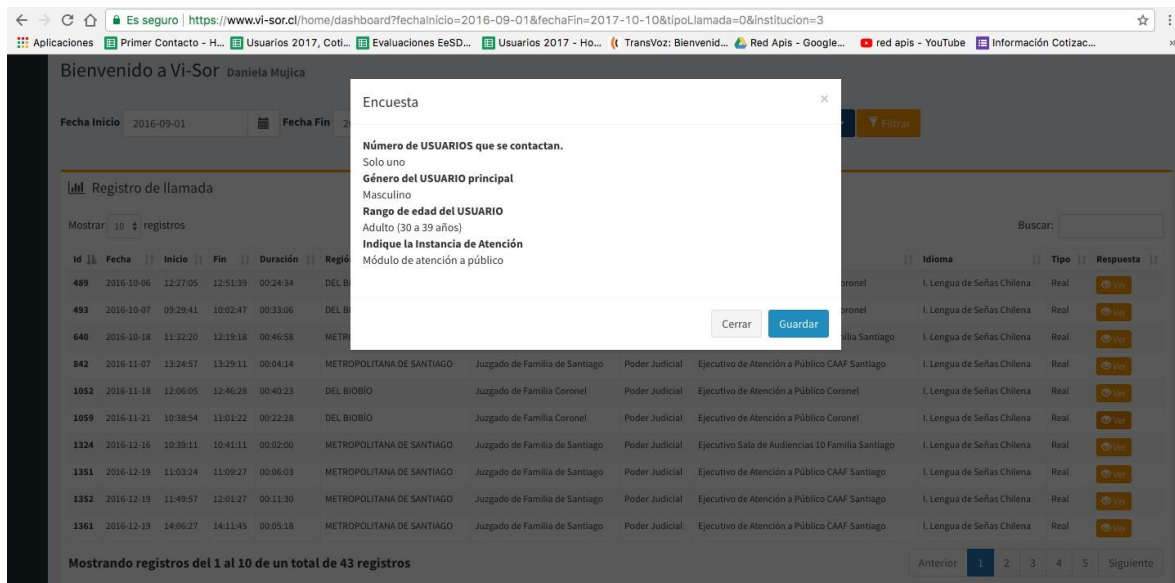 Es seguro | https://www.vi-sor.cl/home/dashboard?fechaInicio=2016-09-01&fechaFin=2017-10-10&tipoLlamada=0&institucion=3
Aplicaciones Primer Contacto - H... Usuarios 2017, Coti... Evaluaciones EeSD... Usuarios 2017 - Ho... TransVoz: Bienvenid... Red Apis - Google... red apis - YouTube Información Cotizac...
Bienvenido a Vi-Sor Daniela Mujica
Fecha Inicio 2016-09-01 Fecha Fin Filtrar
Encuesta ×
Número de USUARIOS que se contactan.
Solo uno
Género del USUARIO principal
Masculino
Rango de edad del USUARIO
Adulto (30 a 39 años)
Indique la Instancia de Atención
Módulo de atención a público
Cerrar Guardar
Registro de llamada
Mostrar 10 registros Buscar:
Id Fecha Inicio Fin Duración Regió Idioma Tipo Respuesta
489 2016-10-06 12:27:05 12:51:39 00:24:34 DEL B oronel I. Lengua de Señas Chilena Real Ver
493 2016-10-07 09:29:41 10:02:47 00:33:06 DEL B oronel I. Lengua de Señas Chilena Real Ver
640 2016-10-18 11:32:20 12:19:18 00:46:58 METR milia Santiago I. Lengua de Señas Chilena Real Ver
842 2016-11-07 13:24:57 13:29:11 00:04:14 METROPOLITANA DE SANTIAGO Juzgado de Familia de Santiago Poder Judicial Ejecutivo de Atención a Público CAAF Santiago I. Lengua de Señas Chilena Real Ver
1052 2016-11-18 12:06:05 12:46:28 00:40:23 DEL BIOBÍO Juzgado de Familia Coronel Poder Judicial Ejecutivo de Atención a Público Coronel I. Lengua de Señas Chilena Real Ver
1059 2016-11-21 10:38:54 11:01:22 00:22:28 DEL BIOBÍO Juzgado de Familia Coronel Poder Judicial Ejecutivo de Atención a Público Coronel I. Lengua de Señas Chilena Real Ver
1324 2016-12-16 10:39:11 10:41:11 00:02:00 METROPOLITANA DE SANTIAGO Juzgado de Familia de Santiago Poder Judicial Ejecutivo Sala de Audiencias 10 Familia Santiago I. Lengua de Señas Chilena Real Ver
1351 2016-12-19 11:03:24 11:09:27 00:06:03 METROPOLITANA DE SANTIAGO Juzgado de Familia de Santiago Poder Judicial Ejecutivo de Atención a Público CAAF Santiago I. Lengua de Señas Chilena Real Ver
1352 2016-12-19 11:49:57 12:01:27 00:11:30 METROPOLITANA DE SANTIAGO Juzgado de Familia de Santiago Poder Judicial Ejecutivo de Atención a Público CAAF Santiago I. Lengua de Señas Chilena Real Ver
1361 2016-12-19 14:06:27 14:11:45 00:05:18 METROPOLITANA DE SANTIAGO Juzgado de Familia de Santiago Poder Judicial Ejecutivo de Atención a Público CAAF Santiago I. Lengua de Señas Chilena Real Ver
Mostrando registros del 1 al 10 de un total de 43 registros Anterior 1 2 3 4 5 Siguiente